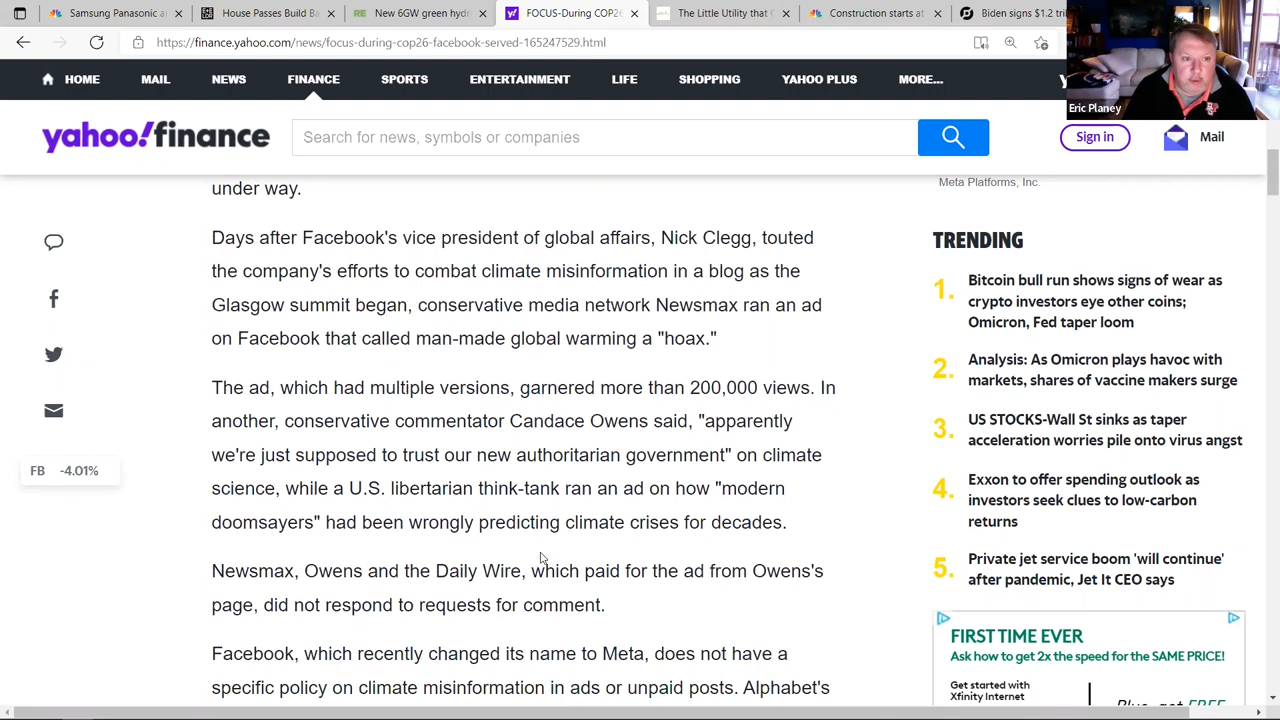 Samsung Panasonic a
House Passes Build Ba
New 6GW green hydr
FOCUS-During COP26
The Little Utility that C
Construction starts at
Biden signs $1.2 tri
https://finance.yahoo.com/news/focus-during-cop26-facebook-served-165247529.html
Eric Planey
HOME
MAIL
NEWS
FINANCE
SPORTS
ENTERTAINMENT
LIFE
SHOPPING
YAHOO PLUS
MORE...
yahoo!finance
Search for news, symbols or companies
Sign in
Mail
under way.
Days after Facebook's vice president of global affairs, Nick Clegg, touted
the company's efforts to combat climate misinformation in a blog as the
Glasgow summit began, conservative media network Newsmax ran an ad
on Facebook that called man-made global warming a "hoax."
The ad, which had multiple versions, garnered more than 200,000 views. In
another, conservative commentator Candace Owens said, "apparently
we're just supposed to trust our new authoritarian government" on climate
science, while a U.S. libertarian think-tank ran an ad on how "modern
doomsayers" had been wrongly predicting climate crises for decades.
Newsmax, Owens and the Daily Wire, which paid for the ad from Owens's
page, did not respond to requests for comment.
Facebook, which recently changed its name to Meta, does not have a
specific policy on climate misinformation in ads or unpaid posts. Alphabet's
FB -4.01%
Meta Platforms, Inc.
TRENDING
1. Bitcoin bull run shows signs of wear as
crypto investors eye other coins;
Omicron, Fed taper loom
2. Analysis: As Omicron plays havoc with
markets, shares of vaccine makers surge
3. US STOCKS-Wall St sinks as taper
acceleration worries pile onto virus angst
4. Exxon to offer spending outlook as
investors seek clues to low-carbon
returns
5. Private jet service boom 'will continue'
after pandemic, Jet It CEO says
FIRST TIME EVER
Ask how to get 2x the speed for the SAME PRICE!
Get started with
Xfinity Internet